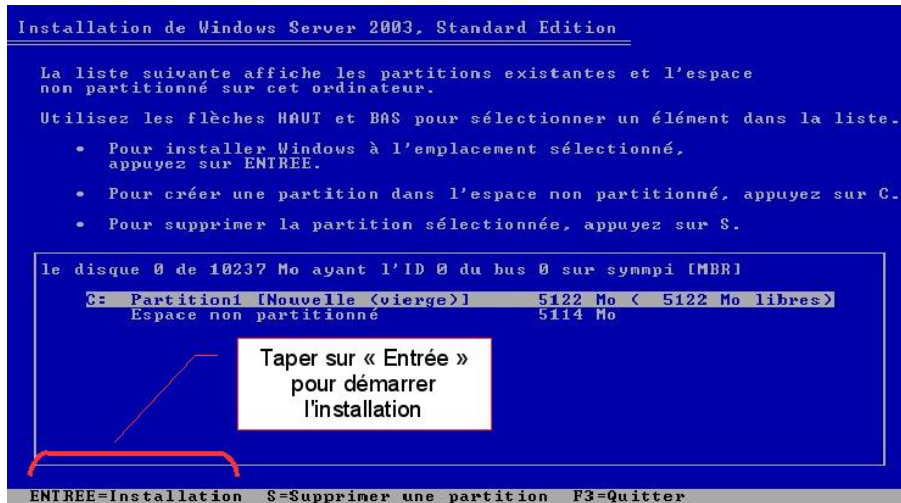 Installation de Windows Server 2003, Standard Edition
La liste suivante affiche les partitions existantes et l'espace
non partitionné sur cet ordinateur.
Utilisez les flèches HAUT et BAS pour sélectionner un élément dans la liste.
• Pour installer Windows à l'emplacement sélectionné,
appuyez sur ENTREE.
• Pour créer une partition dans l'espace non partitionné, appuyez sur C.
• Pour supprimer la partition sélectionnée, appuyez sur S.
le disque 0 de 10237 Mo ayant l'ID 0 du bus 0 sur symmpi [MBR]
C: Partition1 [Nouvelle (vierge)] 5122 Mo ( 5122 Mo libres)
Espace non partitionné 5114 Mo
Taper sur « Entrée »
pour démarrer
l'installation
ENTREE=Installation S=Supprimer une partition F3=Quitter